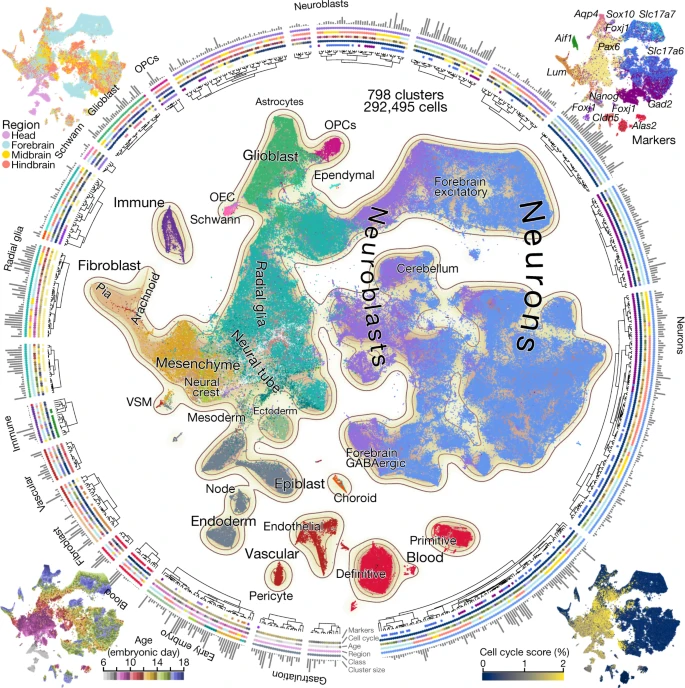 Neuroblasts
OPCs
Glioblast
Schwann
Radial glia
Immune
Vascular
Fibroblast
Blood
Early embryo
Gastrulation
Neurons
Region
Head
Forebrain
Midbrain
Hindbrain
Aqp4
Sox10
Slc17a7
Foxj1
Aif1
Pax6
Slc17a6
Lum
Nanog
Foxj1
Foxj1
Gad2
Cldn5
Alas2
Markers
798 clusters
292,495 cells
Astrocytes
OPCs
Glioblast
Ependymal
OEC
Schwann
Immune
Forebrain
excitatory
Neurons
Neuroblasts
Cerebellum
Fibroblast
Pia
Arachnoid
Radial glia
Neural tube
Mesenchyme
Neural
crest
VSM
Mesoderm
Ectoderm
Forebrain
GABAergic
Epiblast
Choroid
Node
Endoderm
Endothelial
Vascular
Pericyte
Definitive
Primitive
Blood
Markers
Cell cycle
Age
Region
Class
Cluster size
Age
(embryonic day)
6 8 10 12 14 16 18
Cell cycle score (%)
0 1 2